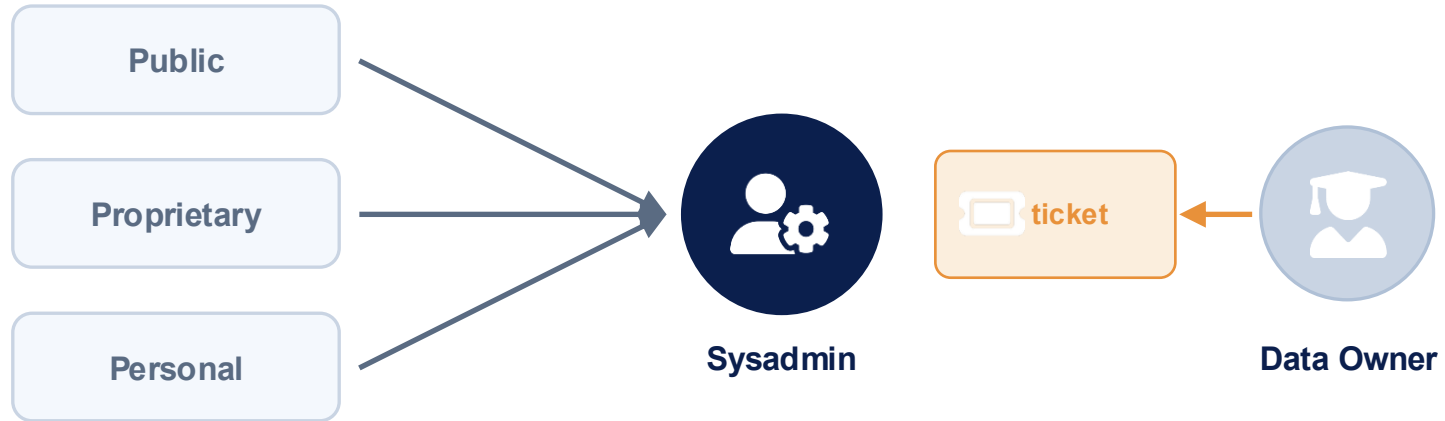 Public
Proprietary
Personal
Sysadmin
ticket
Data Owner